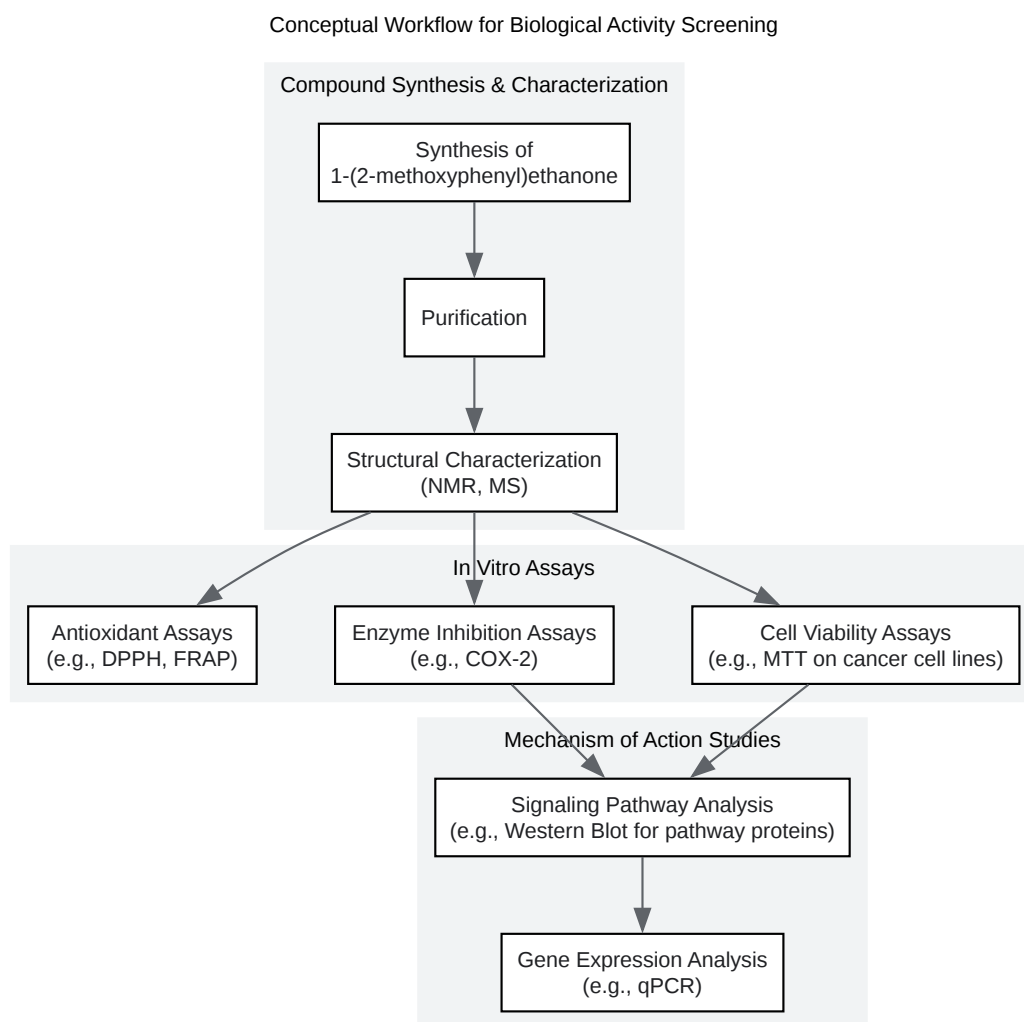 Conceptual Workflow for Biological Activity Screening
Compound Synthesis & Characterization
Synthesis of
1-(2-methoxyphenyl)ethanone
Purification
Structural Characterization
(NMR, MS)
In Vitro Assays
Antioxidant Assays
(e.g., DPPH, FRAP)
Enzyme Inhibition Assays
(e.g., COX-2)
Cell Viability Assays
(e.g., MTT on cancer cell lines)
Mechanism of Action Studies
Signaling Pathway Analysis
(e.g., Western Blot for pathway proteins)
Gene Expression Analysis
(e.g., qPCR)